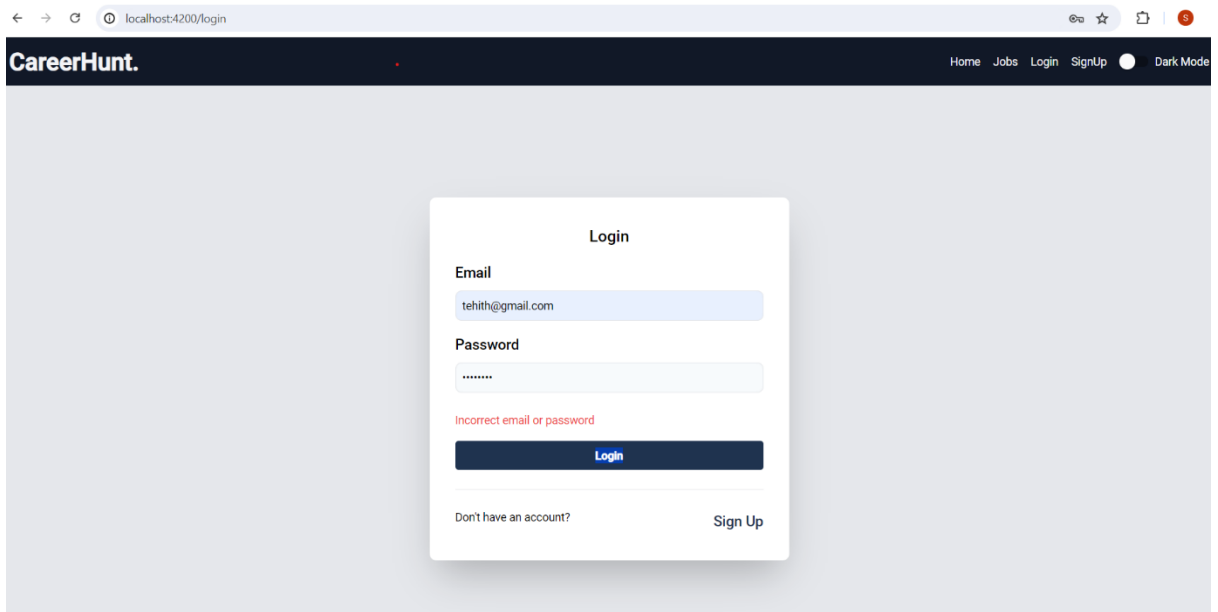 localhost:4200/login
S
CareerHunt.
Home Jobs Login SignUp Dark Mode
Login
Email
tehith@gmail.com
Password
••••••••
Incorrect email or password
Login
Don't have an account?
Sign Up